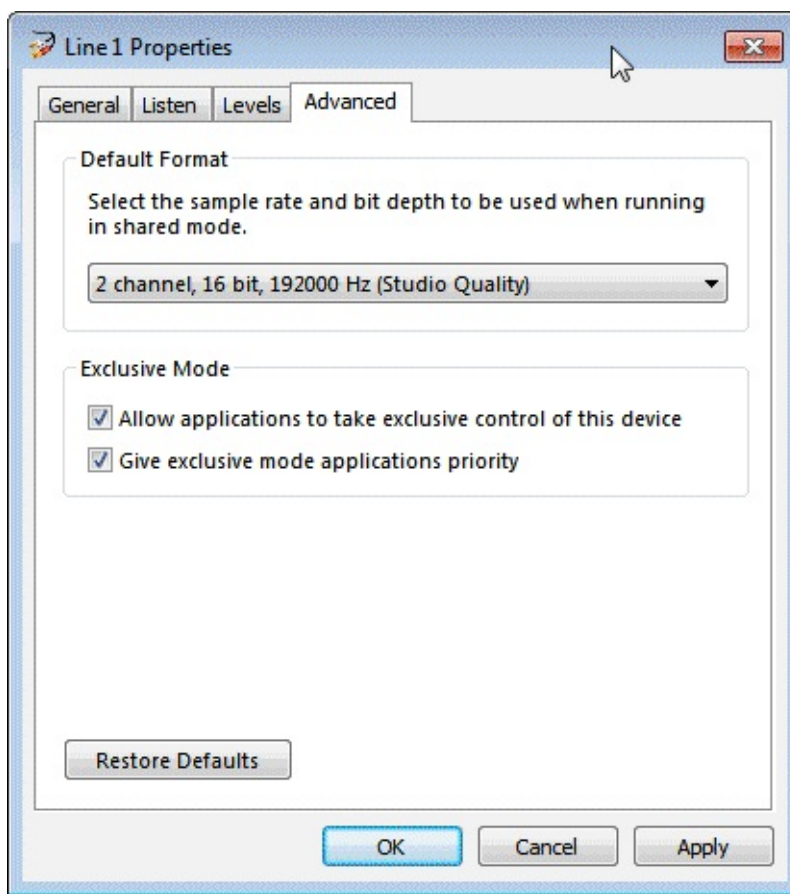 Line 1 Properties
General Listen Levels Advanced
Default Format
Select the sample rate and bit depth to be used when running
in shared mode.
2 channel, 16 bit, 192000 Hz (Studio Quality)
Exclusive Mode
Allow applications to take exclusive control of this device
Give exclusive mode applications priority
Restore Defaults
OK Cancel Apply